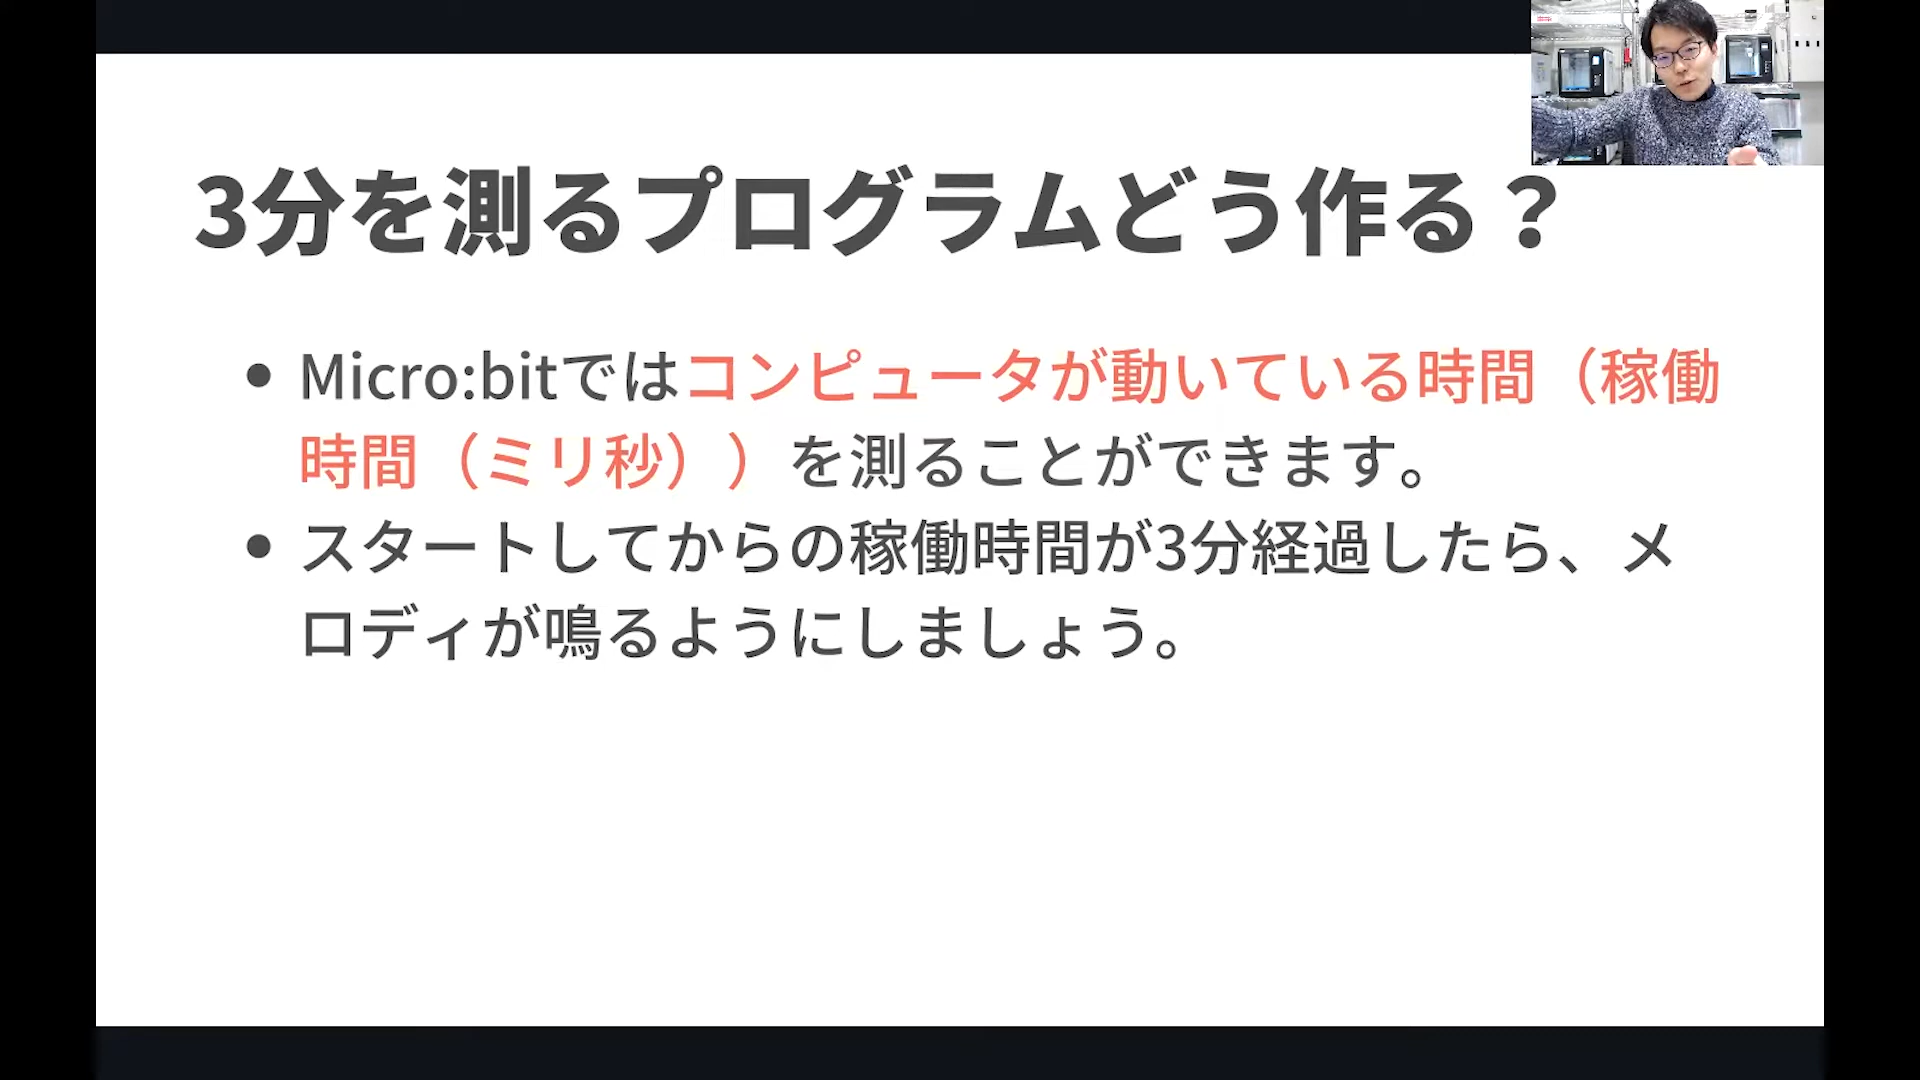 3分を測るプログラムどう作る？
• Micro:bitではコンピュータが動いている時間（稼働
時間（ミリ秒））を測ることができます。
• スタートしてからの稼働時間が3分経過したら、メ
ロディが鳴るようにしましょう。